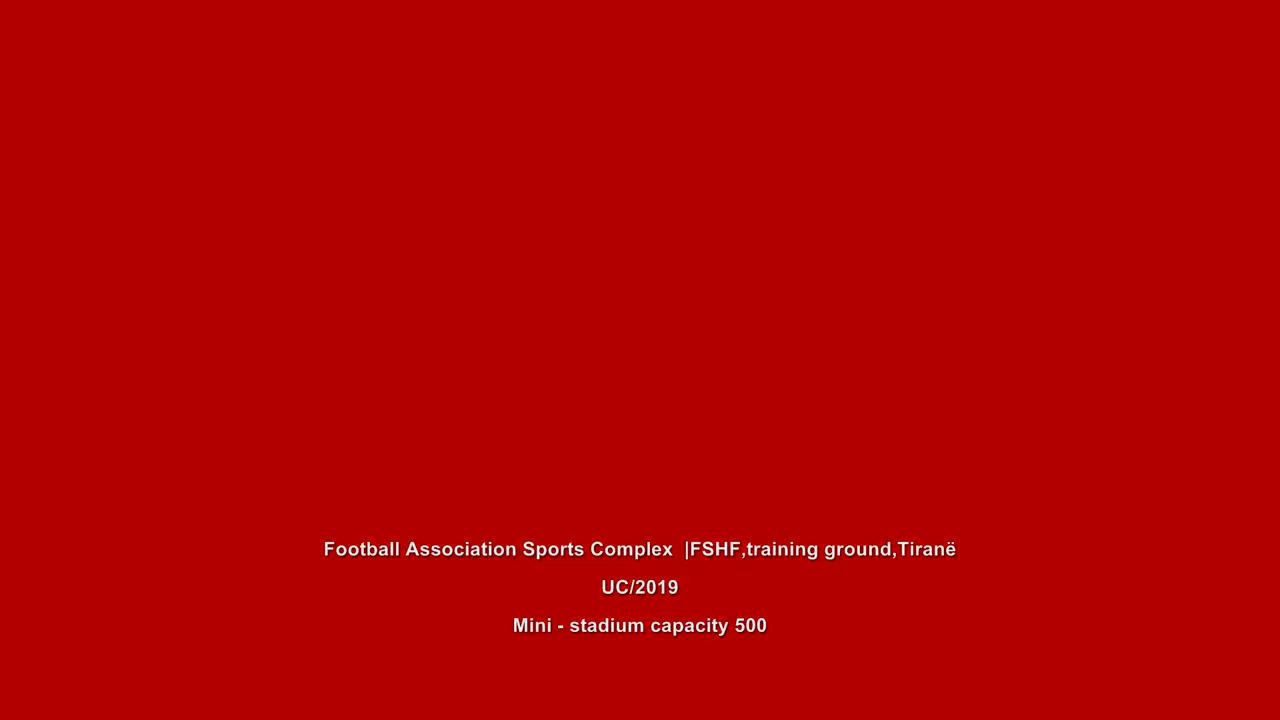 Football Association Sports Complex  |FSHF,training ground,Tiranë
UC/2019
Mini - stadium capacity 500